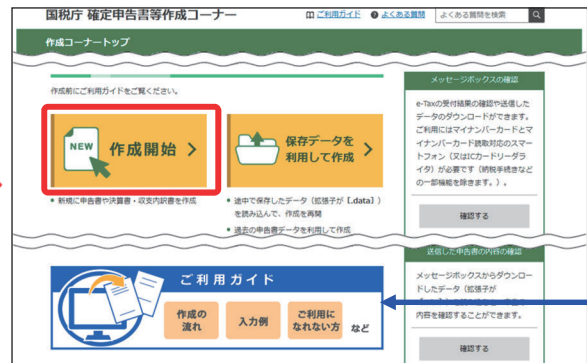 国税庁 確定申告書等作成コーナー
ご利用ガイド
? よくある質問
よくある質問を検索
作成コーナートップ
作成前にご利用ガイドをご覧ください。
NEW
作成開始
保存データを
利用して作成
• 新規に申告書や決算書・収支内訳書を作成
• 途中で保存したデータ（拡張子が【.data】）
を読み込んで、作成を再開
• 過去の申告書データを利用して作成
ご利用ガイド
作成の
流れ
入力例
ご利用に
なれない方
など
メッセージボックスの確認
e-Taxの受付結果の確認や送信した
データのダウンロードができます。
ご利用にはマイナンバーカードとマ
イナンバーカード読取対応のスマー
トフォン（又はICカードリーダラ
イタ）が必要です（納税手続きなど
の一部機能を除きます。）。
確認する
送信した申告書の内容の確認
メッセージボックスからダウンロー
ドしたデータ（拡張子が
内容を確認することができます。
確認する